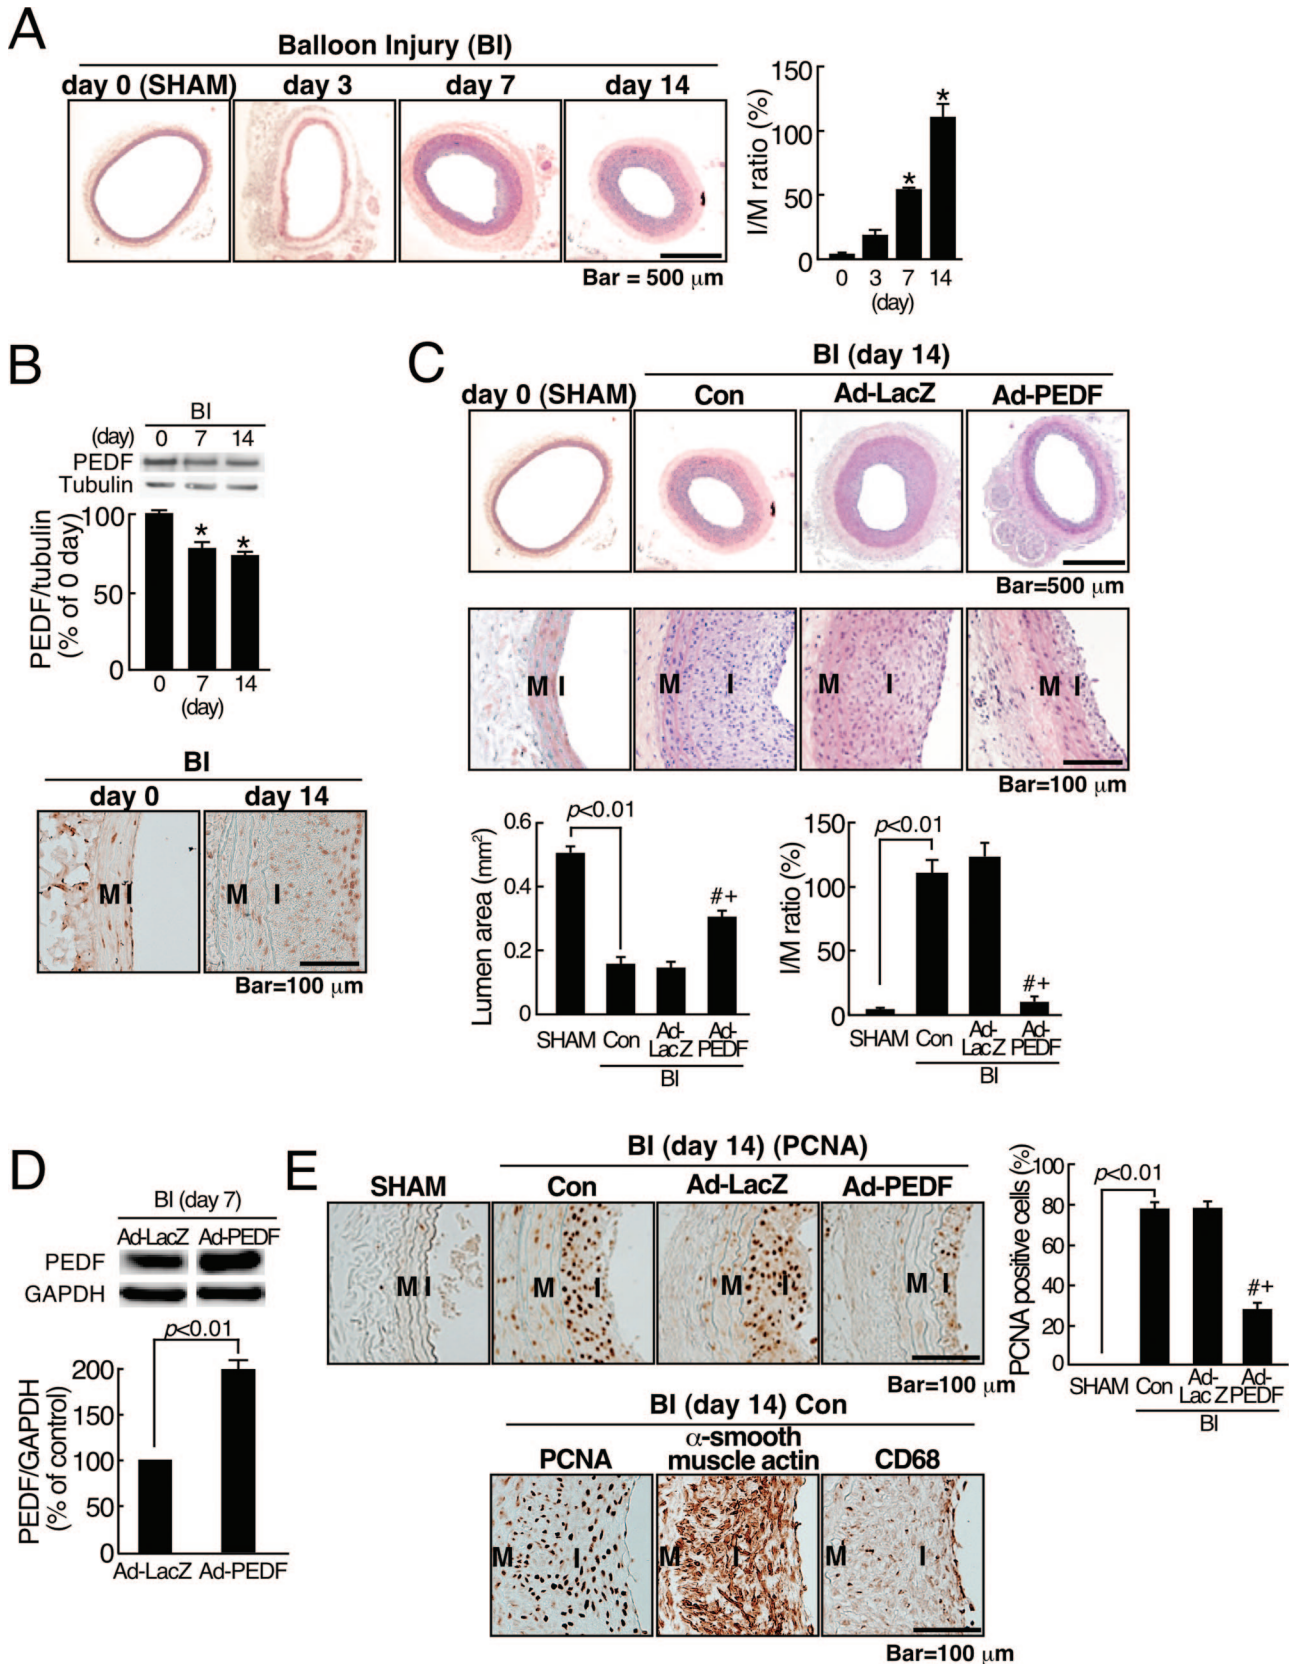 A
Balloon Injury (BI)
day 0 (SHAM) day 3 day 7 day 14
Bar = 500 μm
I/M ratio (%)
150
100
50
0
* *
0 3 7 14
(day)
B
BI
(day) 0 7 14
PEDF
Tubulin
PEDF/tubulin
(% of 0 day)
100
50
0
* *
0 7 14
(day)
BI
day 0 day 14
M I M I
Bar=100 μm
C
BI (day 14)
day 0 (SHAM) Con Ad-LacZ Ad-PEDF
Bar=500 μm
M I M I M I M I
Bar=100 μm
Lumen area (mm²)
0.6
0.4
0.2
0
p<0.01
#+
SHAM Con Ad-LacZ Ad-PEDF
BI
I/M ratio (%)
150
100
50
0
p<0.01
#+
SHAM Con Ad-LacZ Ad-PEDF
BI
D
BI (day 7)
Ad-LacZ Ad-PEDF
PEDF
GAPDH
p<0.01
PEDF/GAPDH
(% of control)
200
150
100
50
0
Ad-LacZ Ad-PEDF
E
BI (day 14) (PCNA)
SHAM Con Ad-LacZ Ad-PEDF
M I M I M I M I
Bar=100 μm
PCNA positive cells (%)
100
80
60
40
20
0
p<0.01
#+
SHAM Con Ad-Lac Z Ad-PEDF
BI
BI (day 14) Con
PCNA α-smooth muscle actin CD68
M I M I M I
Bar=100 μm